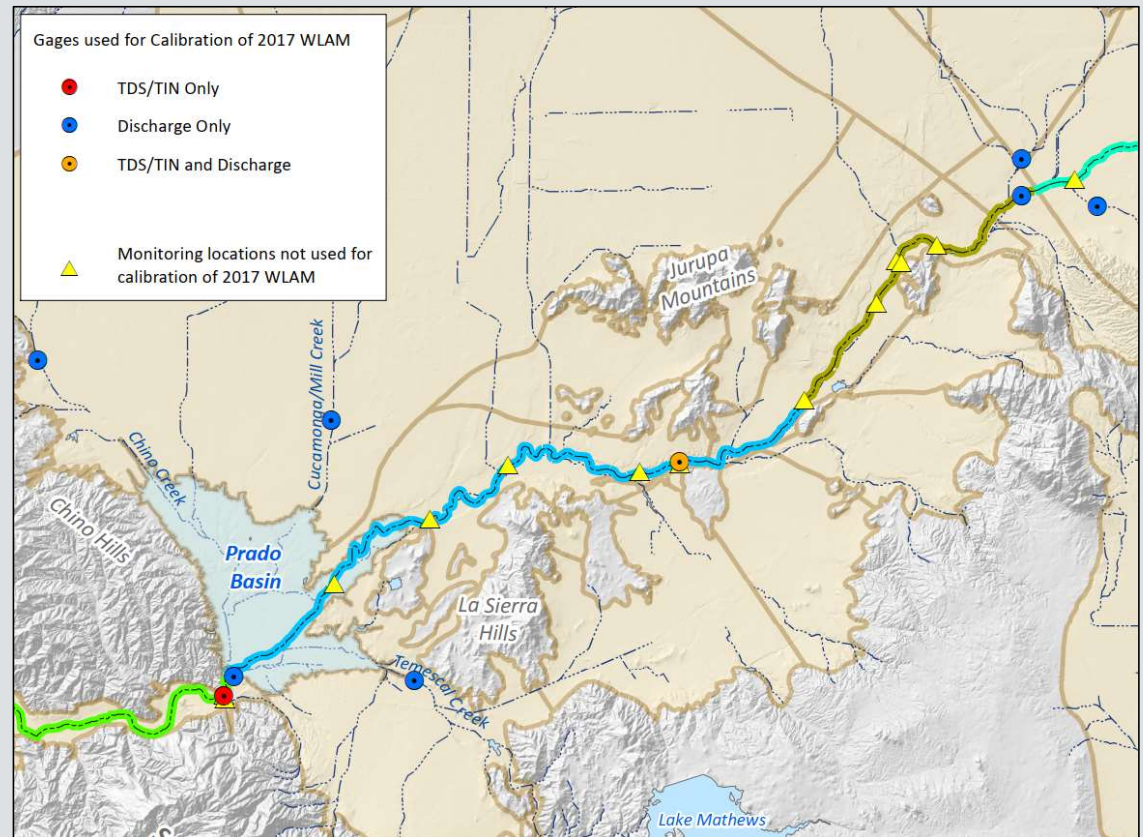 Gages used for Calibration of 2017 WLAM
TDS/TIN Only
Discharge Only
TDS/TIN and Discharge
Monitoring locations not used for
calibration of 2017 WLAM
Jurupa
Mountains
Cucamonga/Mill Creek
Chino Creek
Chino Hills
Prado
Basin
La Sierra
Hills
Temescal Creek
Lake Mathews